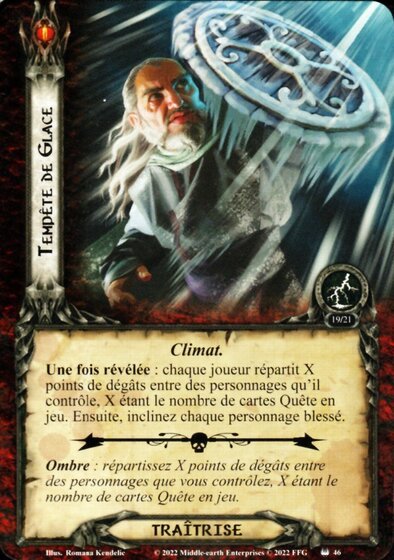 TEMPÊTE DE GLACE
19/21
Climat.
Une fois révélée : chaque joueur répartit X
points de dégâts entre des personnages qu'il
contrôle, X étant le nombre de cartes Quête en
jeu. Ensuite, inclinez chaque personnage blessé.
Ombre : répartissez X points de dégâts entre
des personnages que vous contrôlez, X étant le
nombre de cartes Quête en jeu.
TRAÎTRISE
Illus. Romana Kendelic © 2022 Middle-earth Enterprises © 2022 FFG 46